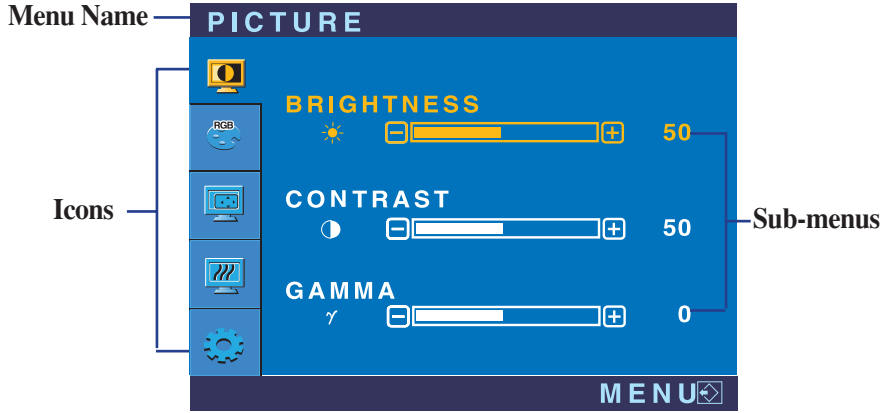 Menu Name
PICTURE
BRIGHTNESS
50
RGB
CONTRAST
50
Icons
Sub-menus
GAMMA
γ
0
MENU